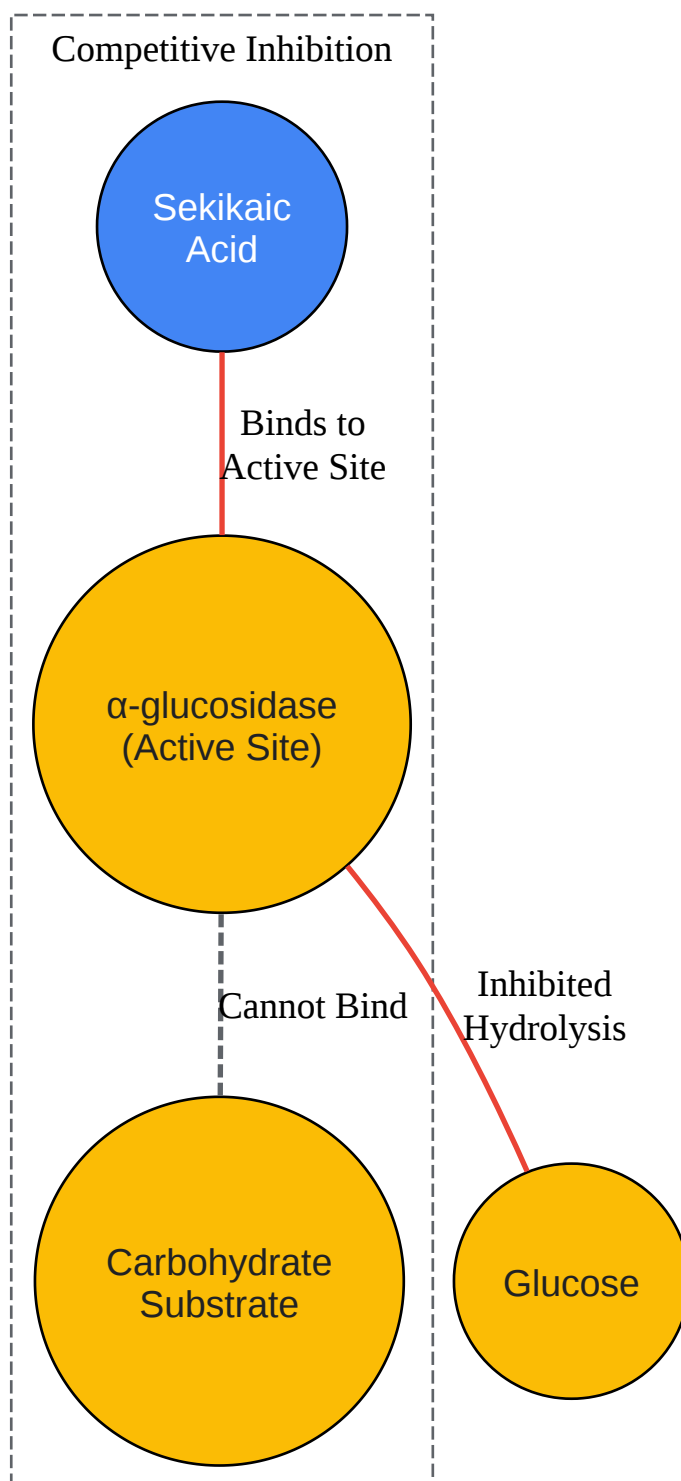 Competitive Inhibition
Sekikaic
Acid
Binds to
Active Site
α-glucosidase
(Active Site)
Cannot Bind
Inhibited
Hydrolysis
Carbohydrate
Substrate
Glucose